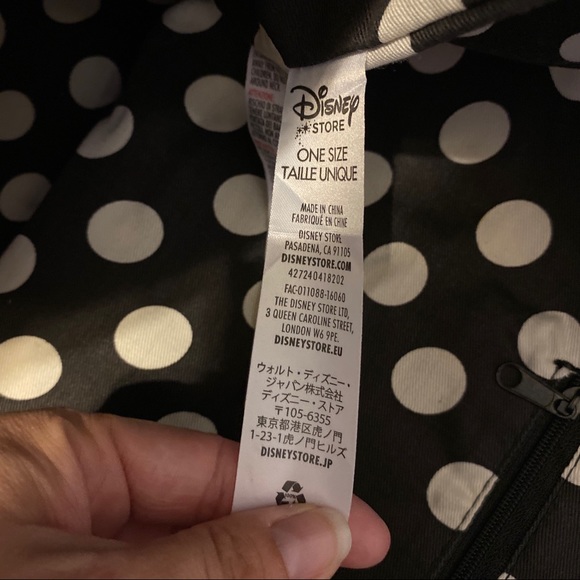 DISNEY
STORE
ONE SIZE
TAILLE UNIQUE
MADE IN CHINA
FABRIQUÉ EN CHINE
DISNEY STORE
PASADENA, CA 91105
DISNEYSTORE.COM
427240418202
FAC-011088-16060
THE DISNEY STORE LTD,
3 QUEEN CAROLINE STREET,
LONDON W6 9PE.
DISNEYSTORE.EU
ウォルト・ディズニー・
ジャパン株式会社
ディズニー・ストア
〒105-6355
東京都港区虎ノ門
1-23-1虎ノ門ヒルズ
DISNEYSTORE.JP